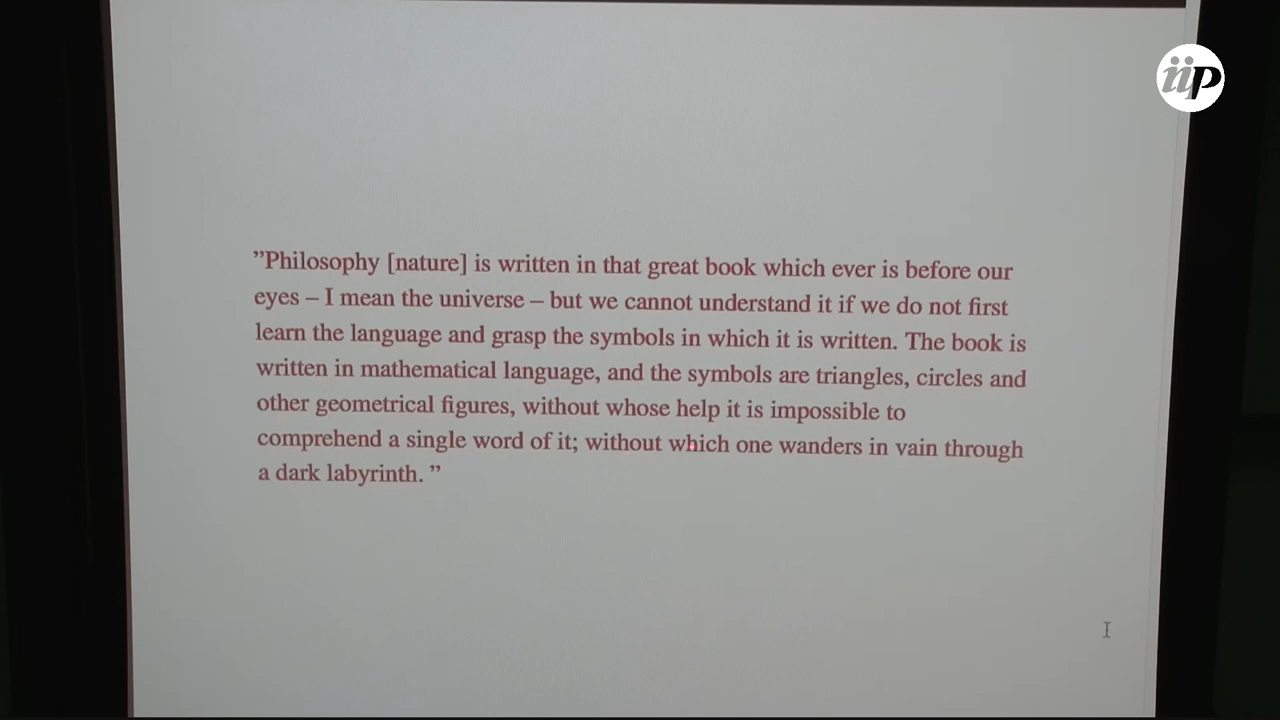 iip
”Philosophy [nature] is written in that great book which ever is before our
eyes – I mean the universe – but we cannot understand it if we do not first
learn the language and grasp the symbols in which it is written. The book is
written in mathematical language, and the symbols are triangles, circles and
other geometrical figures, without whose help it is impossible to
comprehend a single word of it; without which one wanders in vain through
a dark labyrinth. ”